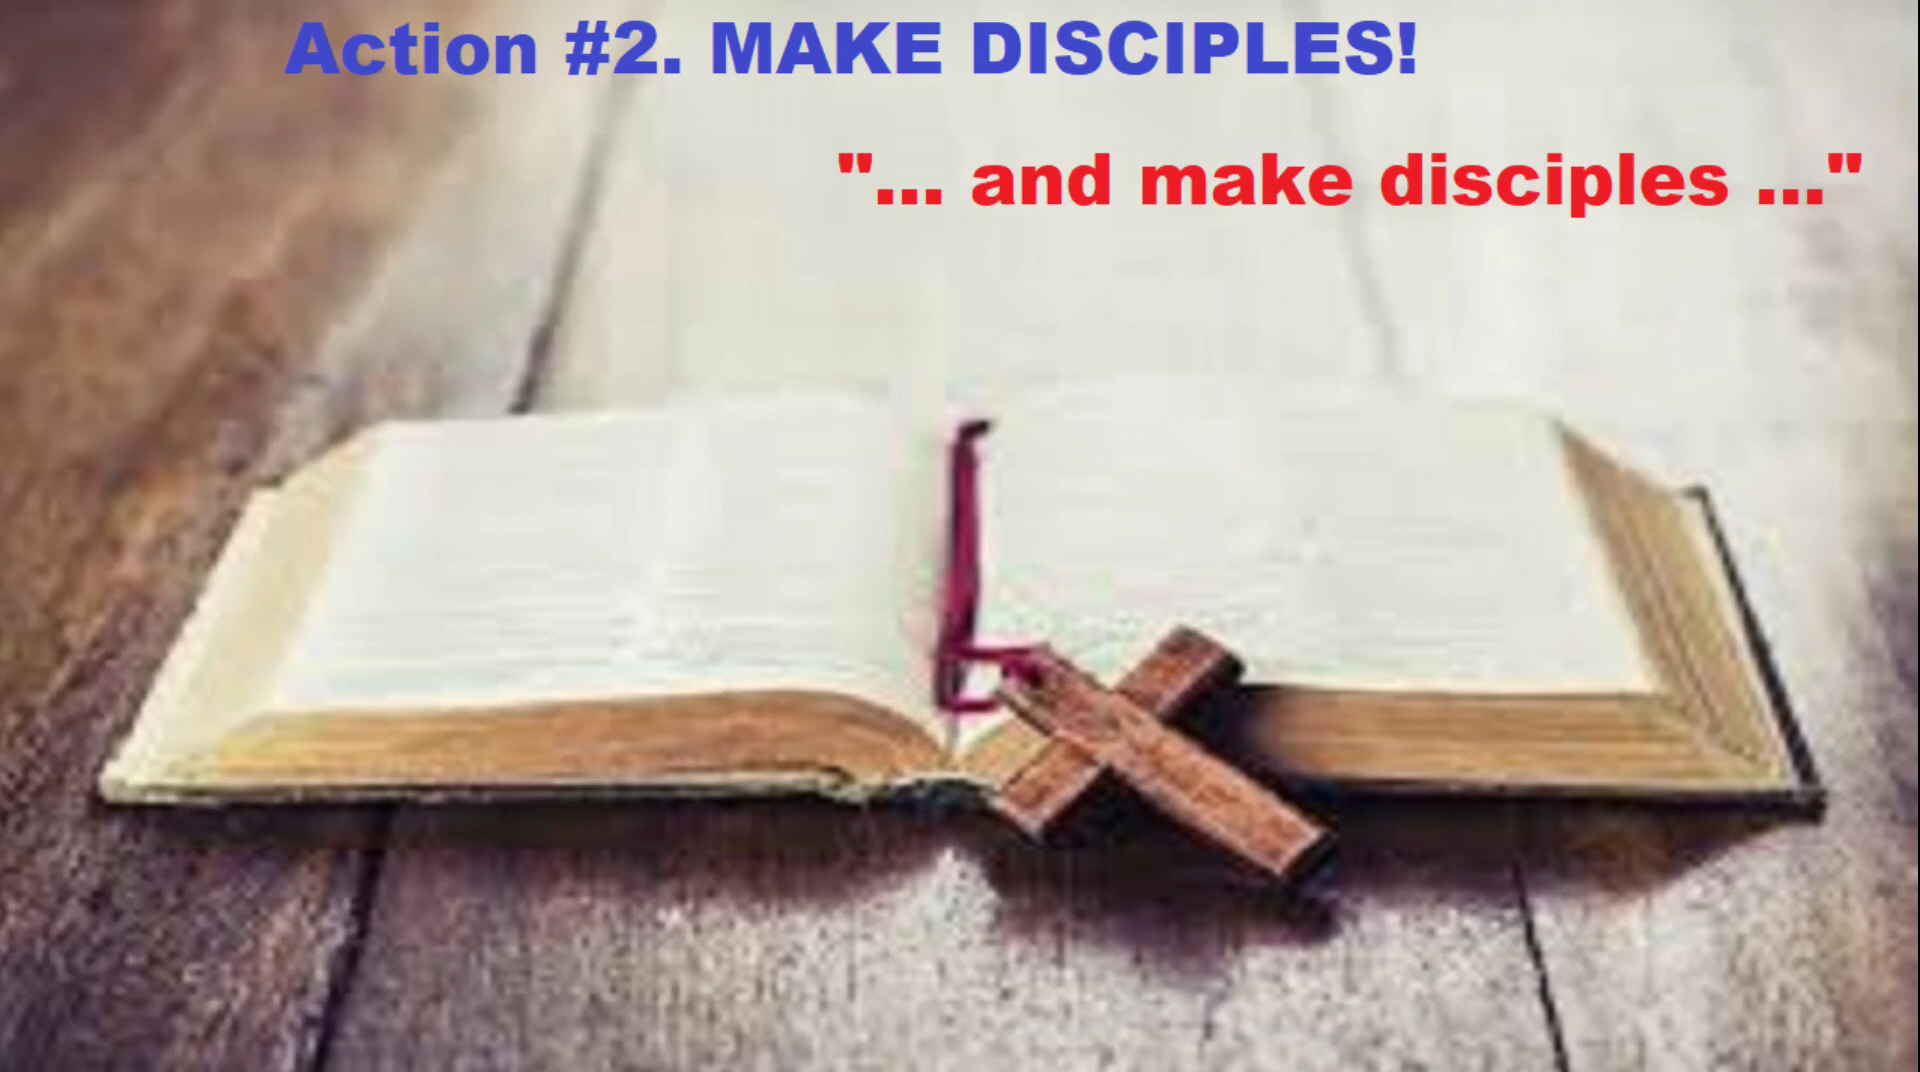 Action #2. MAKE DISCIPLES!
"... and make disciples ..."